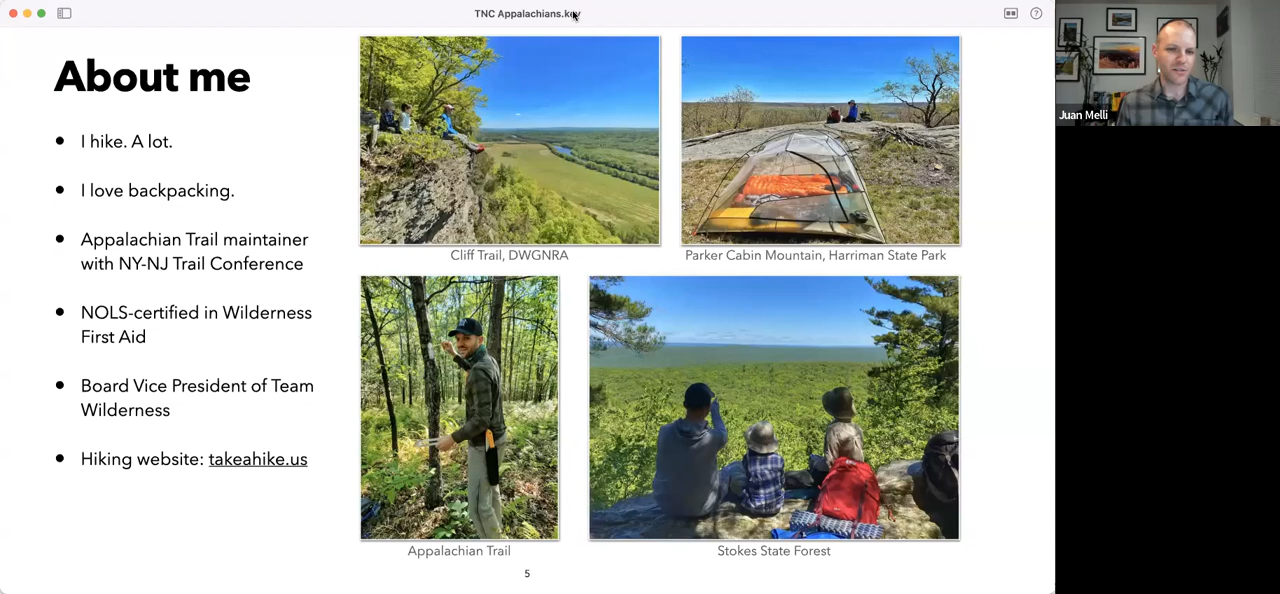 TNC Appalachians.key
About me
• I hike. A lot.
• I love backpacking.
• Appalachian Trail maintainer
with NY-NJ Trail Conference
• NOLS-certified in Wilderness
First Aid
• Board Vice President of Team
Wilderness
• Hiking website: takeahike.us
Cliff Trail, DWGNRA
Parker Cabin Mountain, Harriman State Park
Appalachian Trail
Stokes State Forest
5
Juan Melli